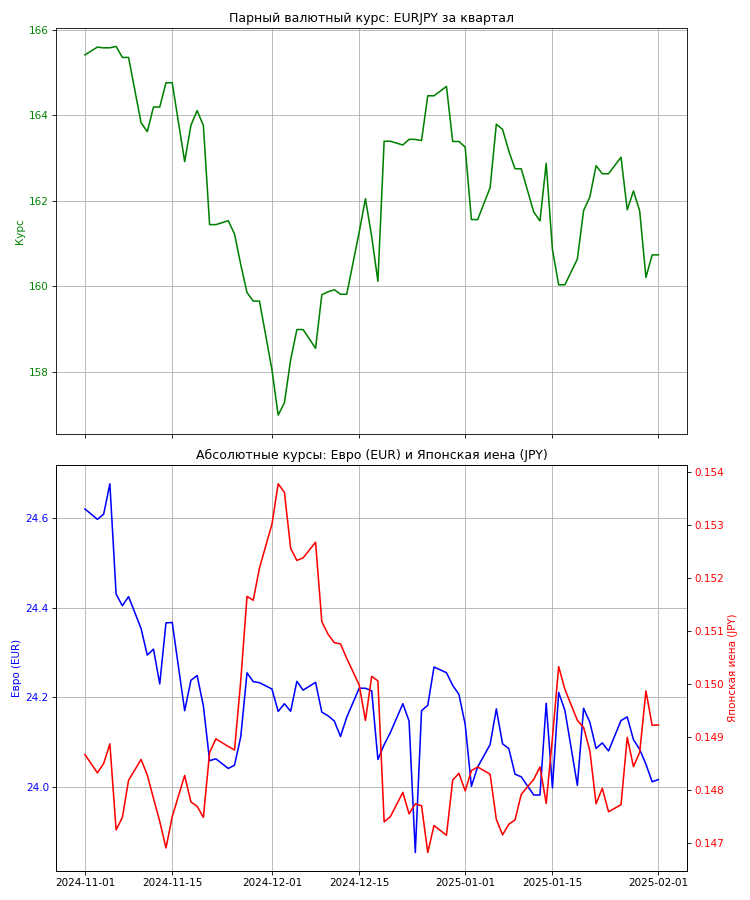 Парный валютный курс: EURJPY за квартал
166
164
162
160
158
Курс
Абсолютные курсы: Евро (EUR) и Японская иена (JPY)
24.6
24.4
24.2
24.0
Евро (EUR)
0.154
0.153
0.152
0.151
0.150
0.149
0.148
0.147
Японская иена (JPY)
2024-11-01 2024-11-15 2024-12-01 2024-12-15 2025-01-01 2025-01-15 2025-02-01